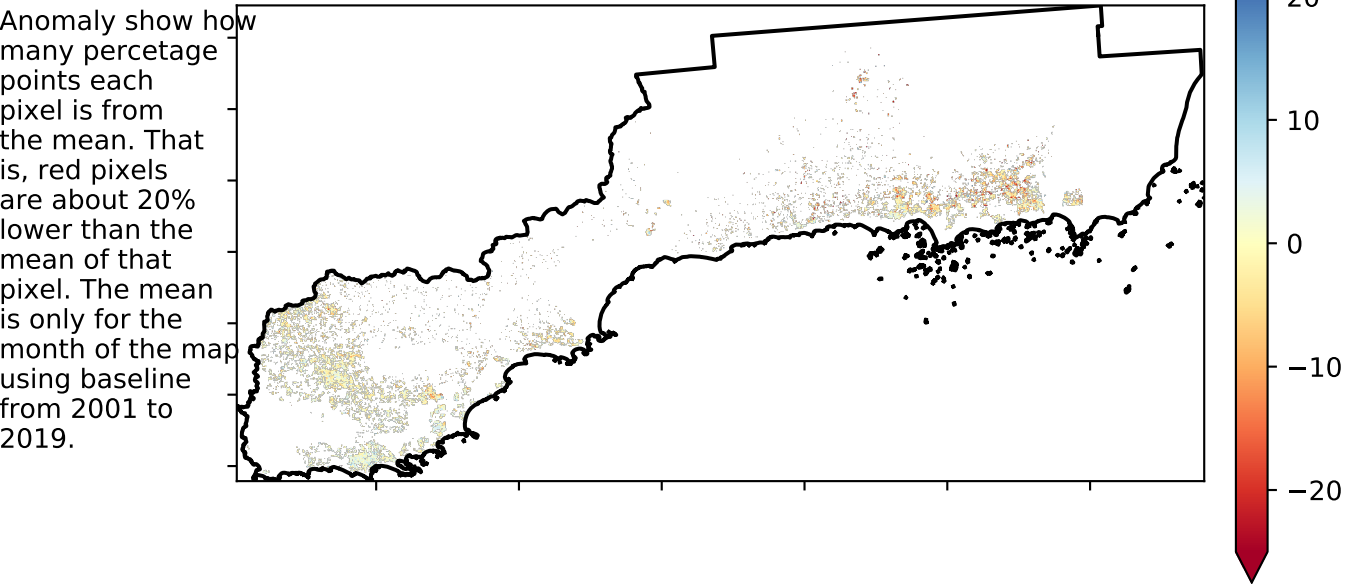 Anomaly show how
many percetage
points each
pixel is from
the mean. That
is, red pixels
are about 20%
lower than the
mean of that
pixel. The mean
is only for the
month of the map
using baseline
from 2001 to
2019.
20
10
0
−10
−20